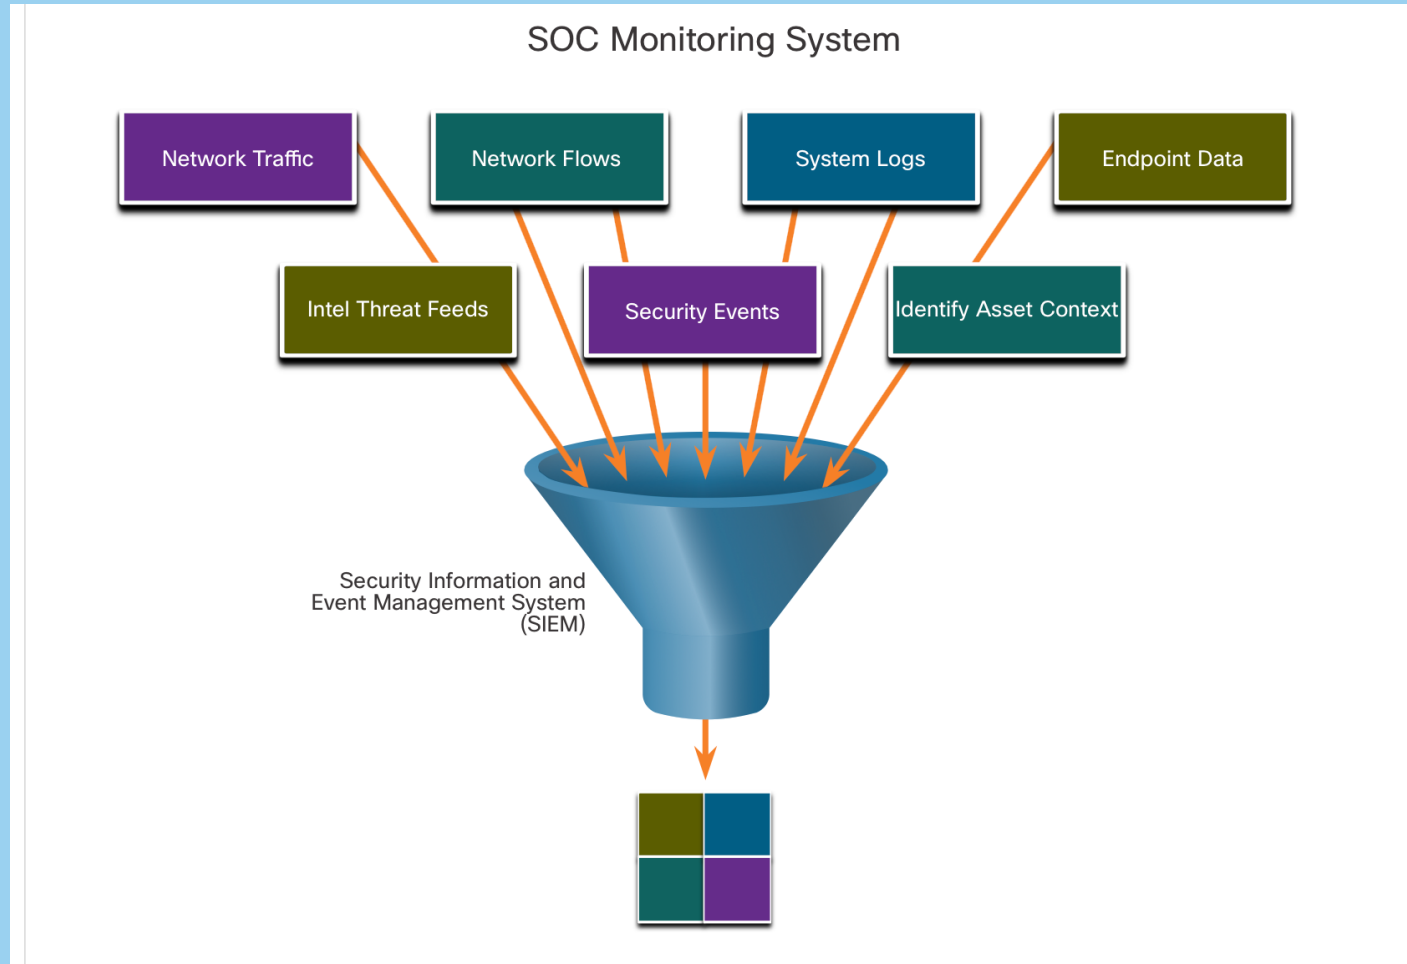 SOC Monitoring System
Network Traffic
Network Flows
System Logs
Endpoint Data
Intel Threat Feeds
Security Events
Identify Asset Context
Security Information and
Event Management System
(SIEM)